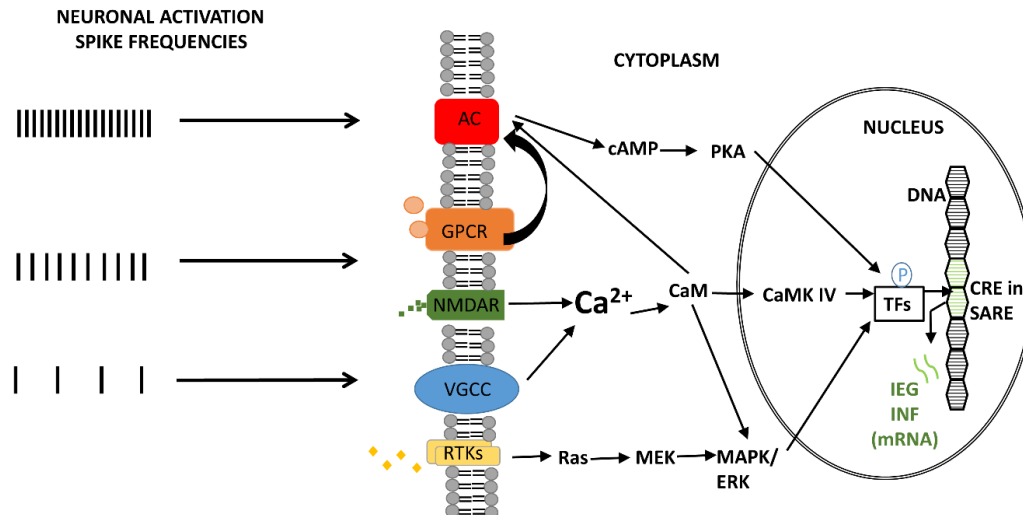 NEURONAL ACTIVATION
SPIKE FREQUENCIES
CYTOPLASM
NUCLEUS
AC
cAMP
PKA
DNA
GPCR
P
NMDAR
Ca²⁺
CaM
CaMK IV
TFs
CRE in
SARE
VGCC
IEG
INF
(mRNA)
RTKs
Ras
MEK
MAPK/
ERK